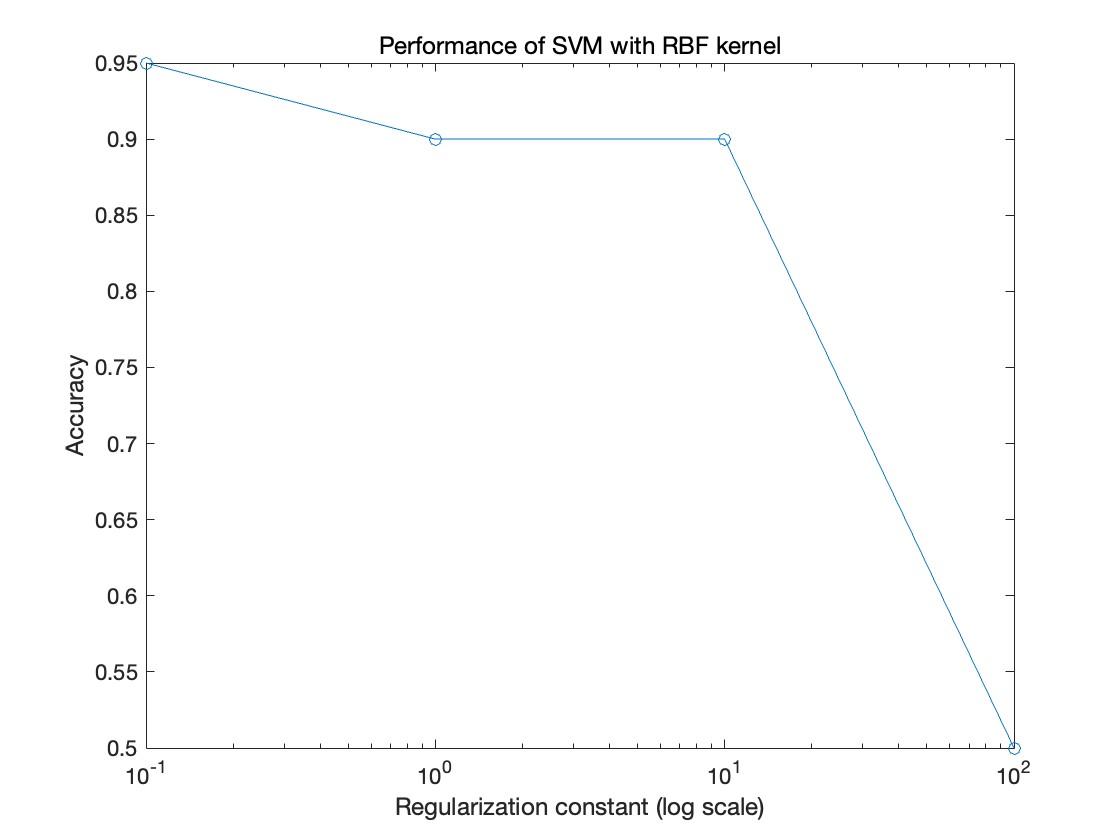 Performance of SVM with RBF kernel
0.95
0.9
0.85
0.8
0.75
0.7
0.65
0.6
0.55
0.5
Accuracy
10^-1 10^0 10^1 10^2
Regularization constant (log scale)